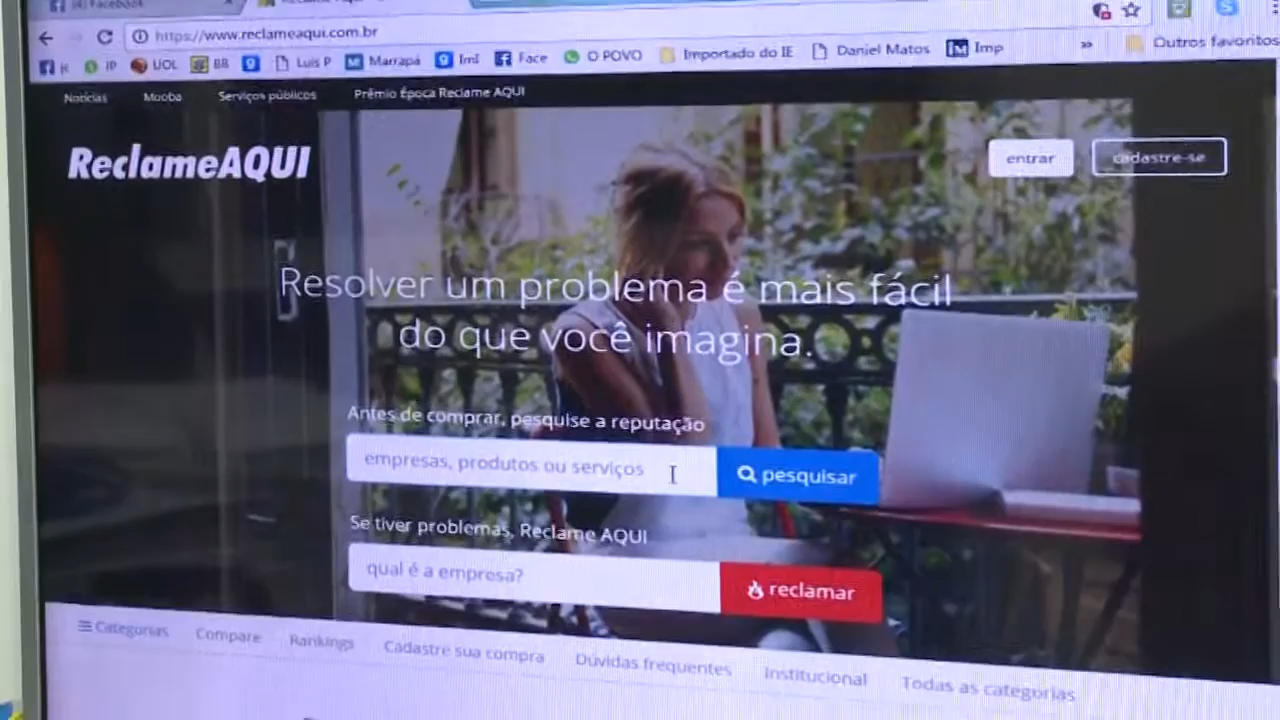 (4) Facebook
https://www.reclameaqui.com.br
IP UOL BB Luis P Marrapá Iml Face O POVO Importado do IE Daniel Matos Imp » Outros favoritos
Notícias Mooba Serviços públicos Prêmio Época Reclame AQUI
ReclameAQUI
entrar cadastre-se
Resolver um problema é mais fácil
do que você imagina.
Antes de comprar, pesquise a reputação
empresas, produtos ou serviços pesquisar
Se tiver problemas, Reclame AQUI
qual é a empresa? reclamar
Categorias Compare Rankings Cadastre sua compra Dúvidas frequentes Institucional Todas as categorias